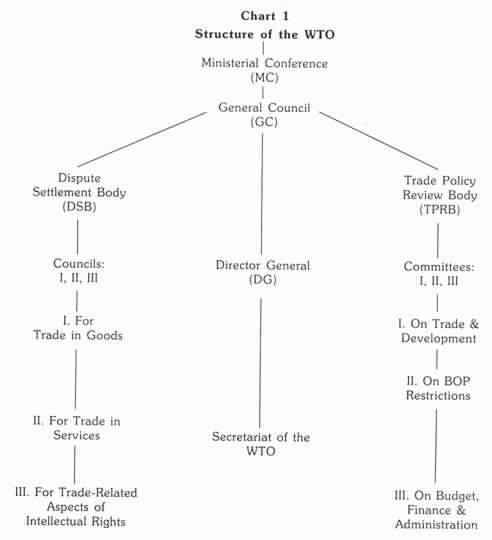 Chart 1
Structure of the WTO
Ministerial Conference
(MC)
General Council
(GC)
Dispute
Settlement Body
(DSB)
Trade Policy
Review Body
(TPRB)
Councils:
I, II, III
Director General
(DG)
Committees:
I, II, III
I. For
Trade in Goods
I. On Trade &
Development
II. On BOP
Restrictions
II. For Trade in
Services
Secretariat of the
WTO
III. For Trade-Related
Aspects of
Intellectual Rights
III. On Budget,
Finance &
Administration